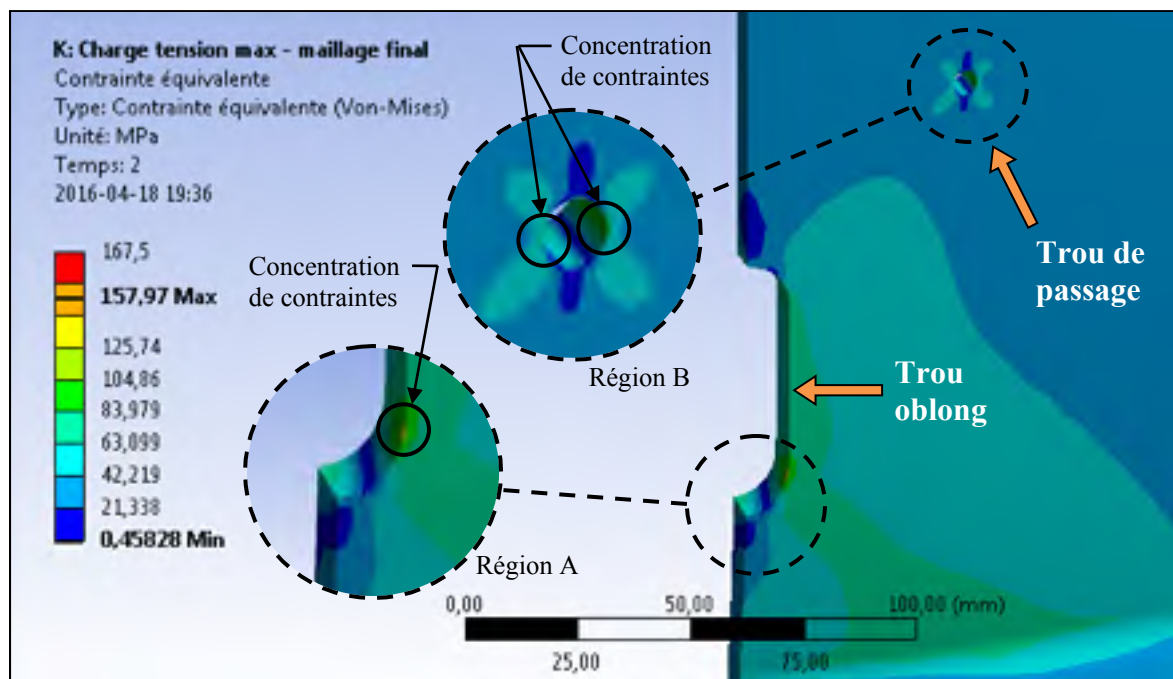 K: Charge tension max - maillage final
Contrainte équivalente
Type: Contrainte équivalente (Von-Mises)
Unité: MPa
Temps: 2
2016-04-18 19:36
167,5
157,97 Max
125,74
104,86
83,979
63,099
42,219
21,338
0,45828 Min
Concentration
de contraintes
Concentration
de contraintes
Région B
Région A
Trou de
passage
Trou
oblong
0,00
50,00
100,00 (mm)
25,00
75,00